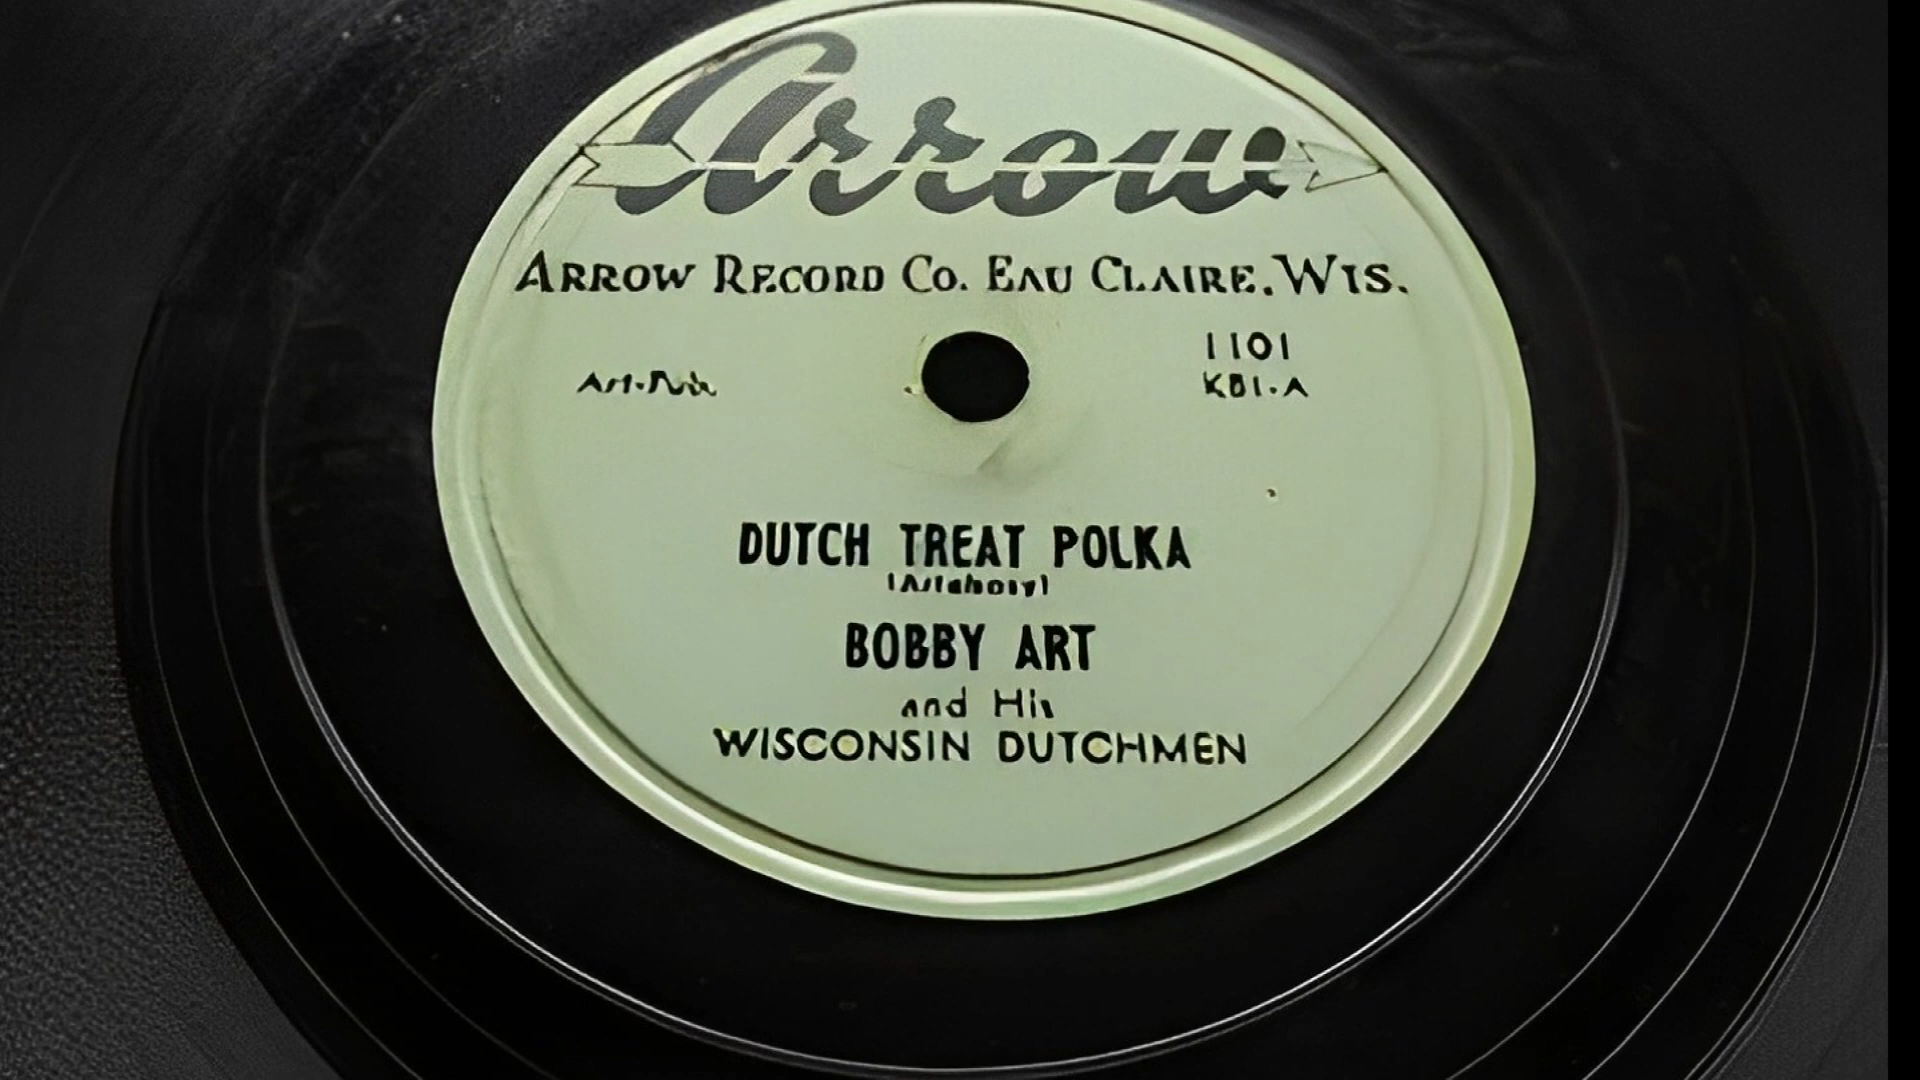 Arrow
ARROW RECORD CO. EAU CLAIRE, WIS.
1101
KB1-A
DUTCH TREAT POLKA
BOBBY ART
and His
WISCONSIN DUTCHMEN